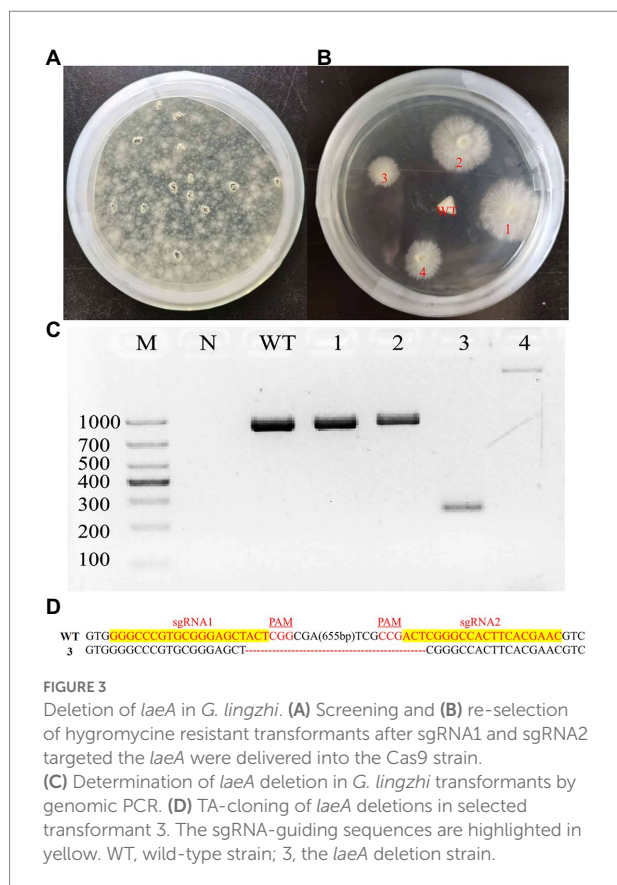 A
B
2
3
WT
1
4
C
M N WT 1 2 3 4
1000
700
500
400
300
200
100
D
sgRNA1 PAM PAM sgRNA2
WT GTGGGGCCCGTGCGGGAGCTACTCGGCGA(655bp)TCGCCGACTCGGGCCACTTCACGAACGTC
3 GTGGGGCCCGTGCGGGAGCT--------------------------------------CGGGCCACTTCACGAACGTC
FIGURE 3
Deletion of laeA in G. lingzhi. (A) Screening and (B) re-selection
of hygromycine resistant transformants after sgRNA1 and sgRNA2
targeted the laeA were delivered into the Cas9 strain.
(C) Determination of laeA deletion in G. lingzhi transformants by
genomic PCR. (D) TA-cloning of laeA deletions in selected
transformant 3. The sgRNA-guiding sequences are highlighted in
yellow. WT, wild-type strain; 3, the laeA deletion strain.